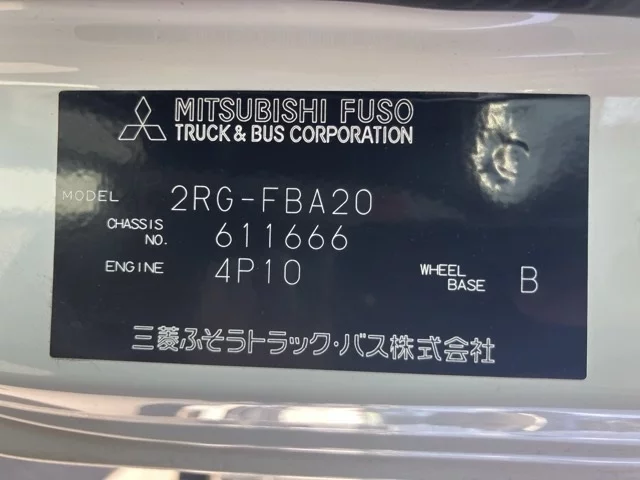 MITSUBISHI FUSO
TRUCK & BUS CORPORATION
MODEL 2RG-FBA20
CHASSIS NO. 611666
ENGINE 4P10 WHEEL BASE B
三菱ふそうトラック・バス株式会社